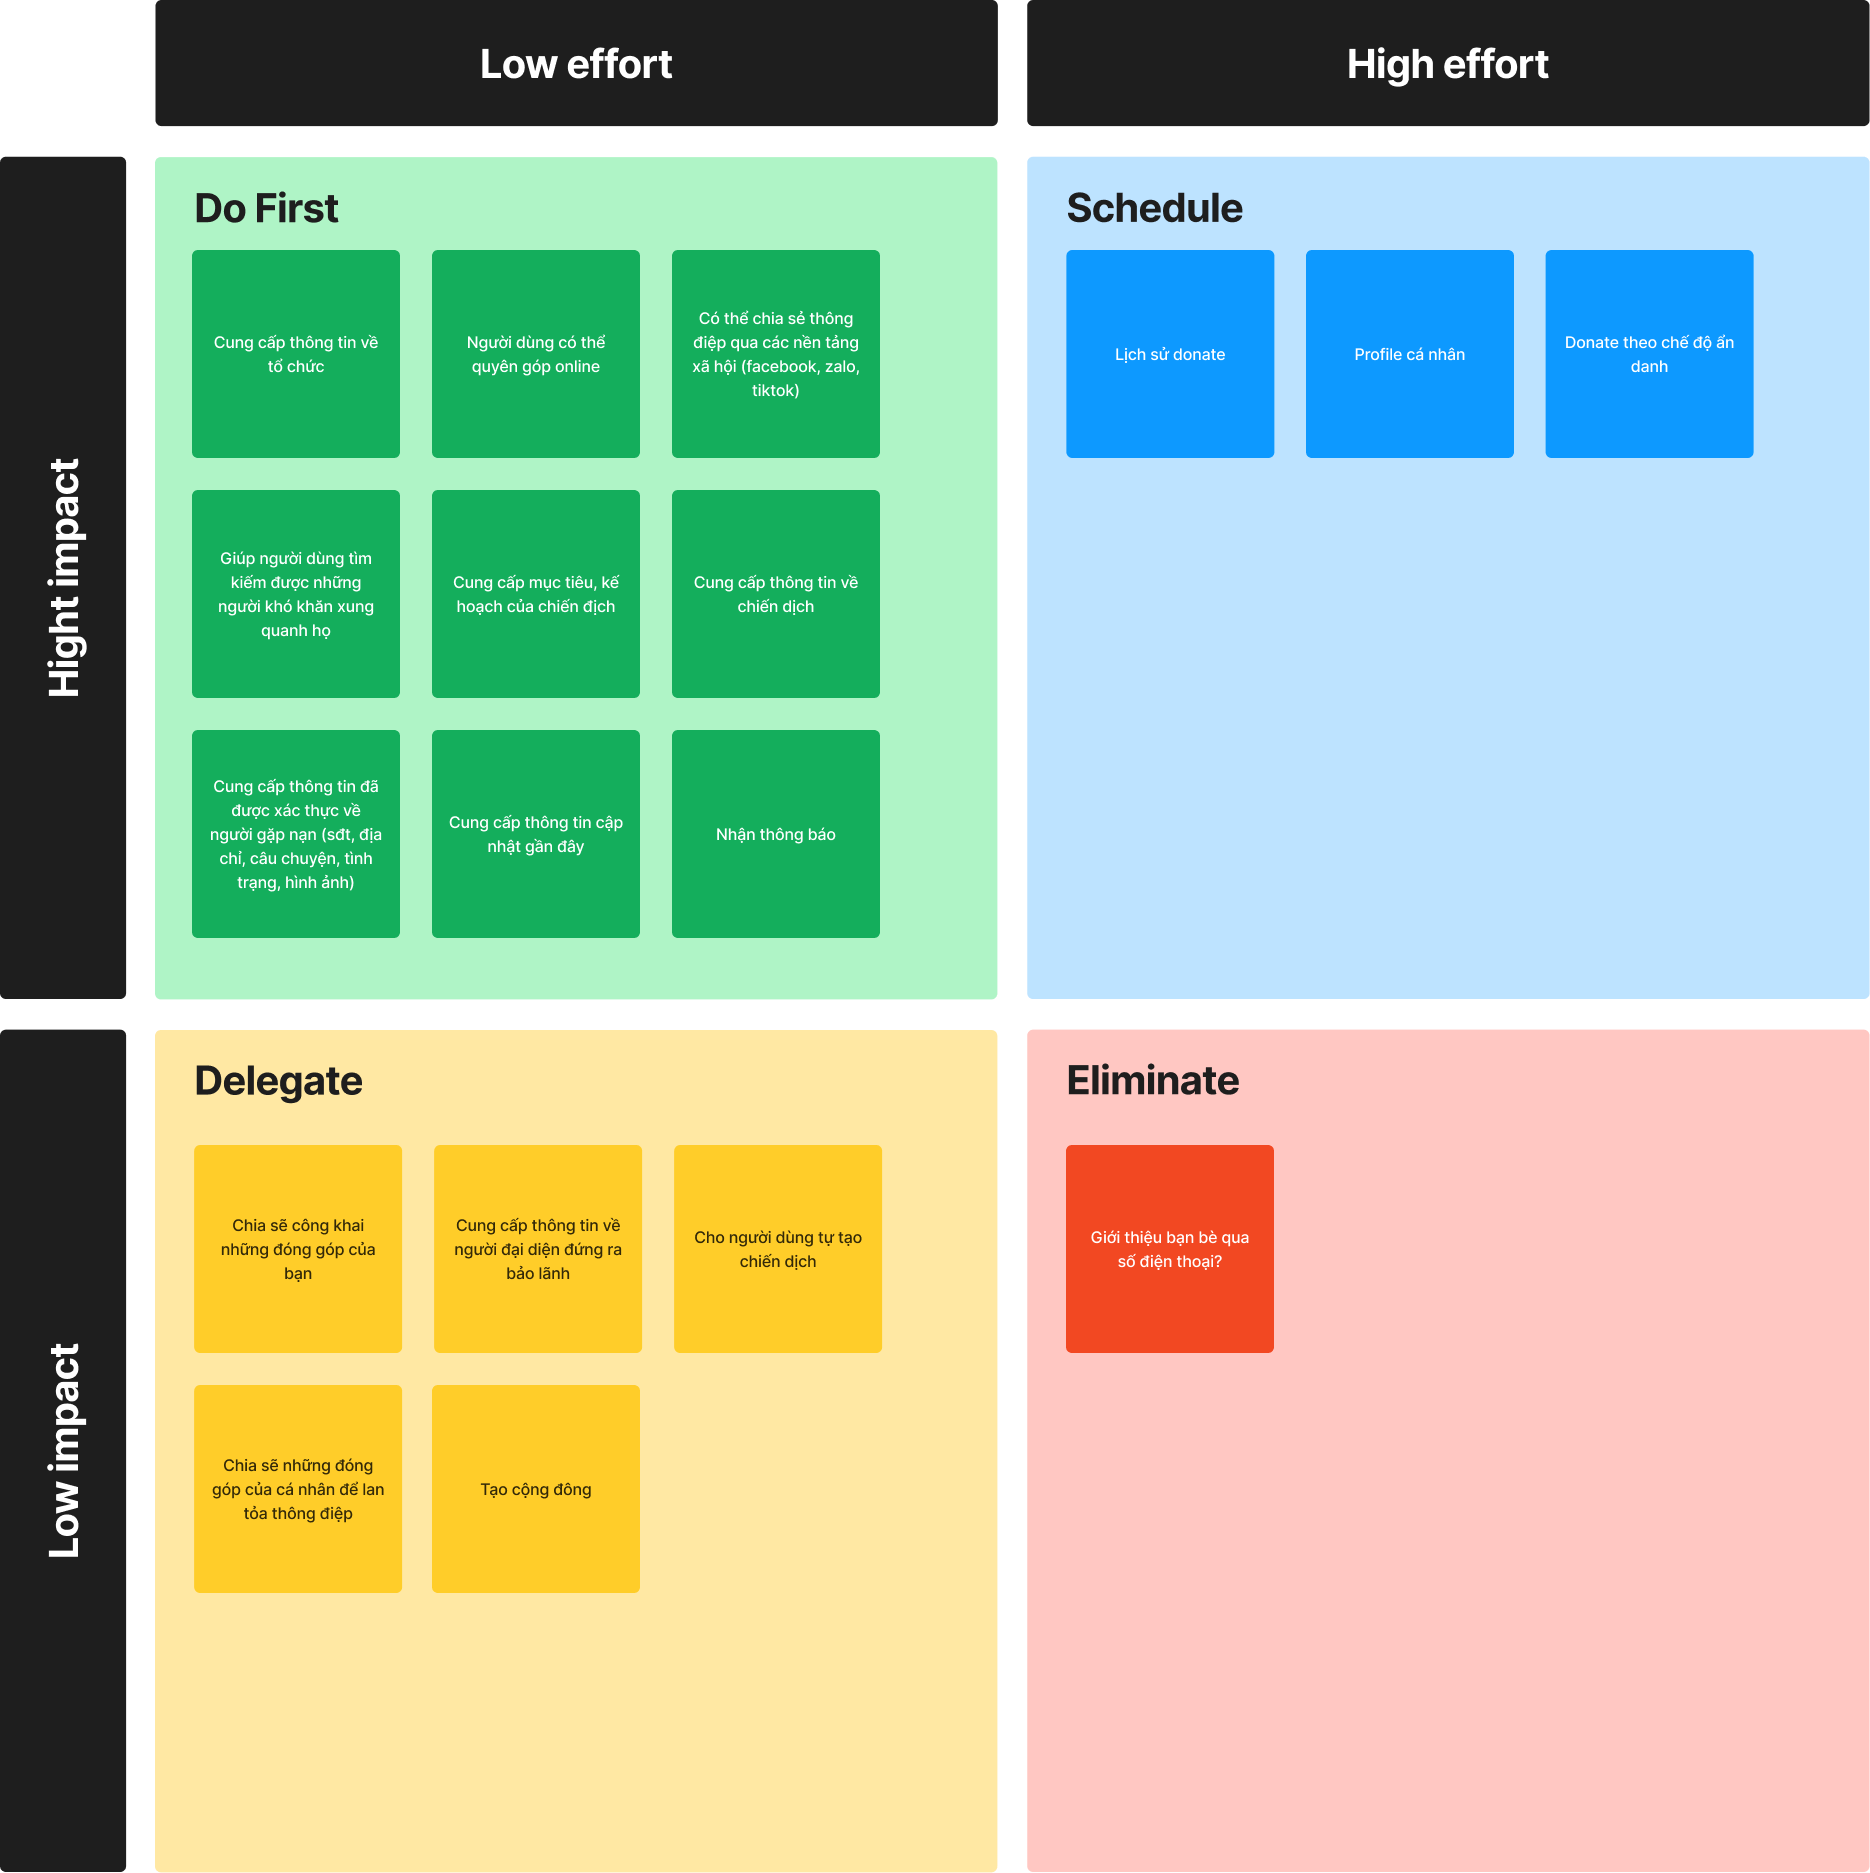 Low effort
High effort
Hight impact
Do First
Cung cấp thông tin về
tổ chức
Người dùng có thể
quyên góp online
Có thể chia sẻ thông
điệp qua các nền tảng
xã hội (facebook, zalo,
tiktok)
Giúp người dùng tìm
kiếm được những
người khó khăn xung
quanh họ
Cung cấp mục tiêu, kế
hoạch của chiến địch
Cung cấp thông tin về
chiến dịch
Cung cấp thông tin đã
được xác thực về
người gặp nạn (sđt, địa
chỉ, câu chuyện, tình
trạng, hình ảnh)
Cung cấp thông tin cập
nhật gần đây
Nhận thông báo
Schedule
Lịch sử donate
Profile cá nhân
Donate theo chế độ ẩn
danh
Low impact
Delegate
Chia sẽ công khai
những đóng góp của
bạn
Cung cấp thông tin về
người đại diện đứng ra
bảo lãnh
Cho người dùng tự tạo
chiến dịch
Chia sẽ những đóng
góp của cá nhân để lan
tỏa thông điệp
Tạo cộng đông
Eliminate
Giới thiệu bạn bè qua
số điện thoại?